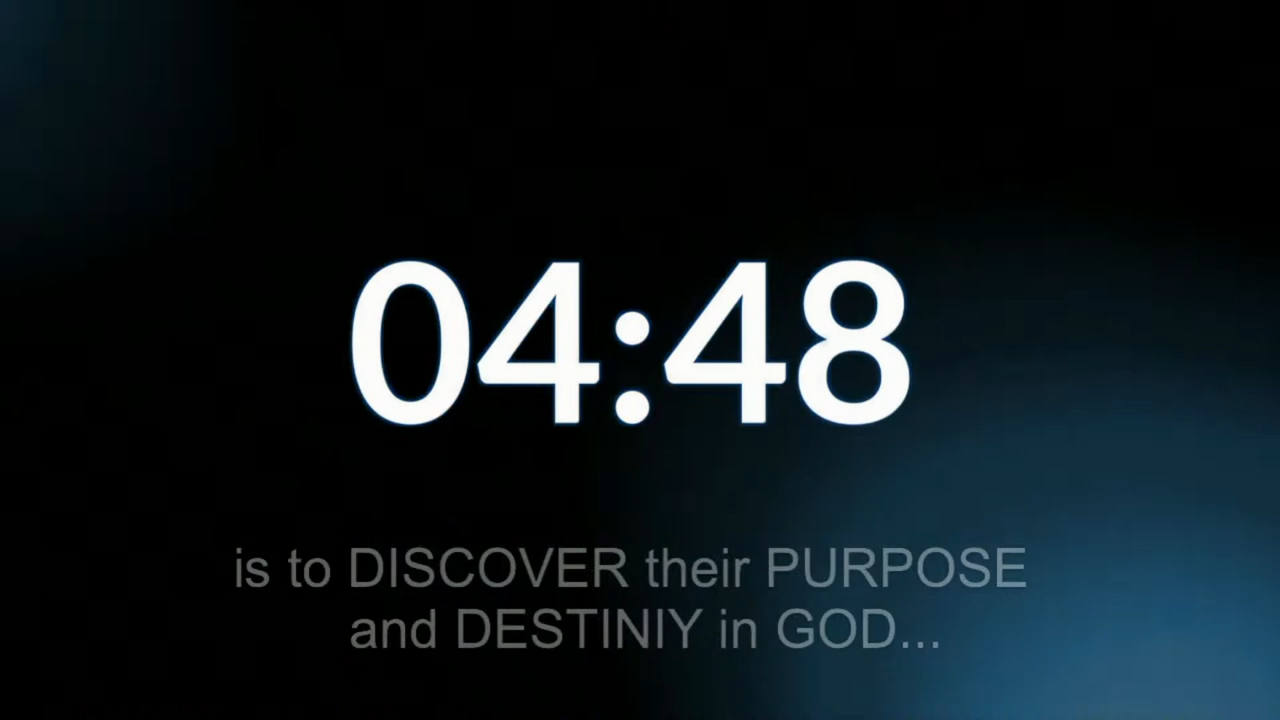 04:48
is to DISCOVER their PURPOSE
and DESTINIY in GOD...